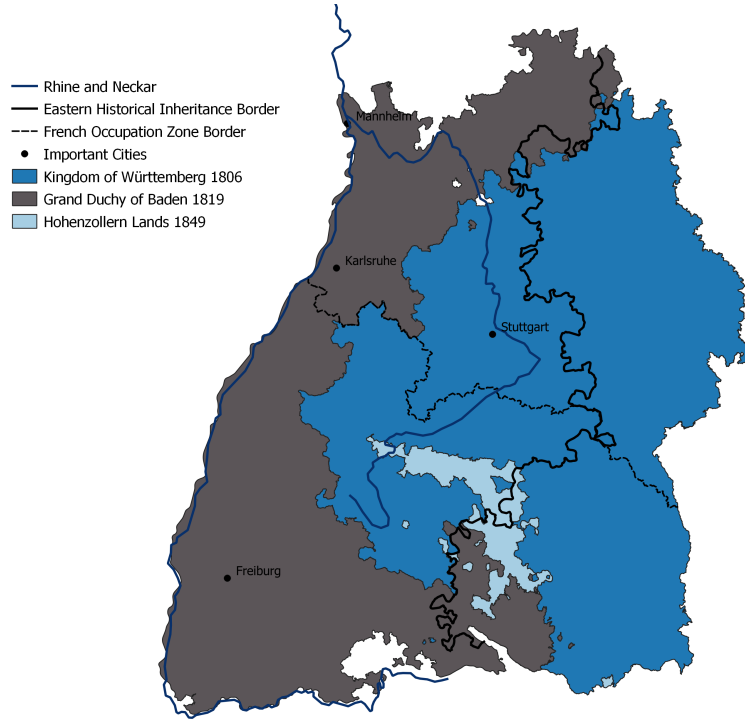 Rhine and Neckar
Eastern Historical Inheritance Border
French Occupation Zone Border
Important Cities
Kingdom of Württemberg 1806
Grand Duchy of Baden 1819
Hohenzollern Lands 1849
Mannheim
Karlsruhe
Stuttgart
Freiburg